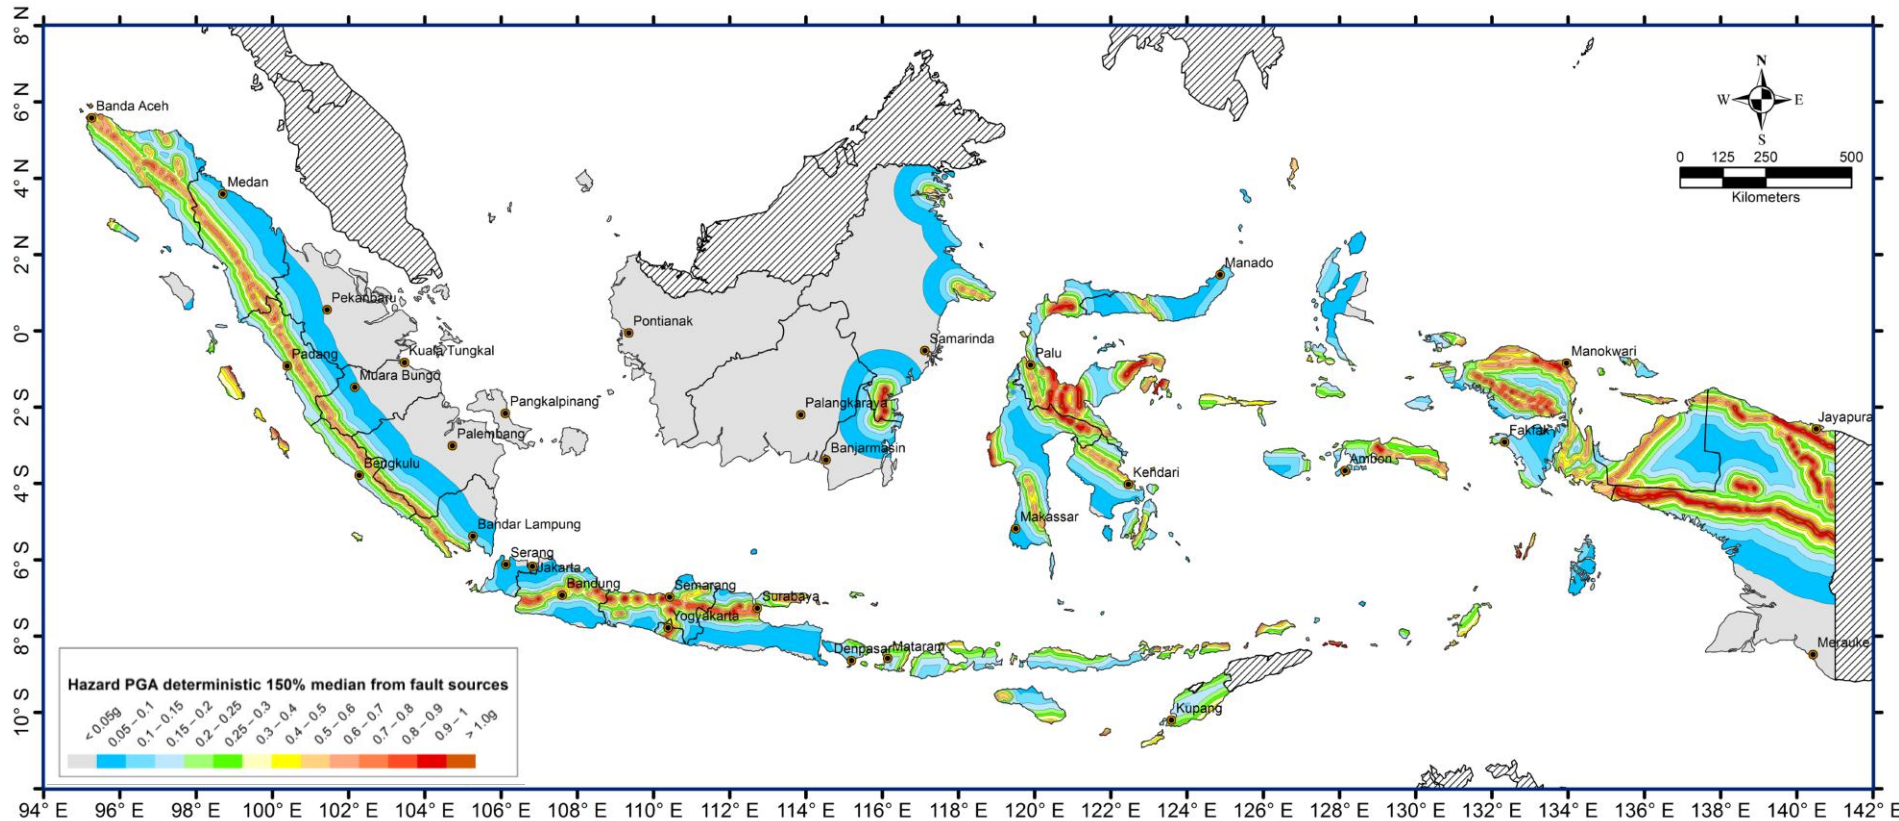 8° N
6° N
4° N
2° N
0°
2° S
4° S
6° S
8° S
10° S
94° E
96° E
98° E
100° E
102° E
104° E
106° E
108° E
110° E
112° E
114° E
116° E
118° E
120° E
122° E
124° E
126° E
128° E
130° E
132° E
134° E
136° E
138° E
140° E
142° E
N
W
E
S
0
125
250
500
Kilometers
Banda Aceh
Medan
Pekanbaru
Kuala Tungkal
Padang
Muara Bungo
Pangkalpinang
Palembang
Bengkulu
Bandar Lampung
Serang
Jakarta
Bandung
Semarang
Yogyakarta
Surabaya
Denpasar
Mataram
Kupang
Pontianak
Samarinda
Palangkaraya
Banjarmasin
Manado
Palu
Kendari
Makassar
Ambon
Fakfak
Manokwari
Jayapura
Merauke
Hazard PGA deterministic 150% median from fault sources
< 0.05g
0.05 – 0.1
0.1 – 0.15
0.15 – 0.2
0.2 – 0.25
0.25 – 0.3
0.3 – 0.4
0.4 – 0.5
0.5 – 0.6
0.6 – 0.7
0.7 – 0.8
0.8 – 0.9
0.9 – 1
> 1.0g